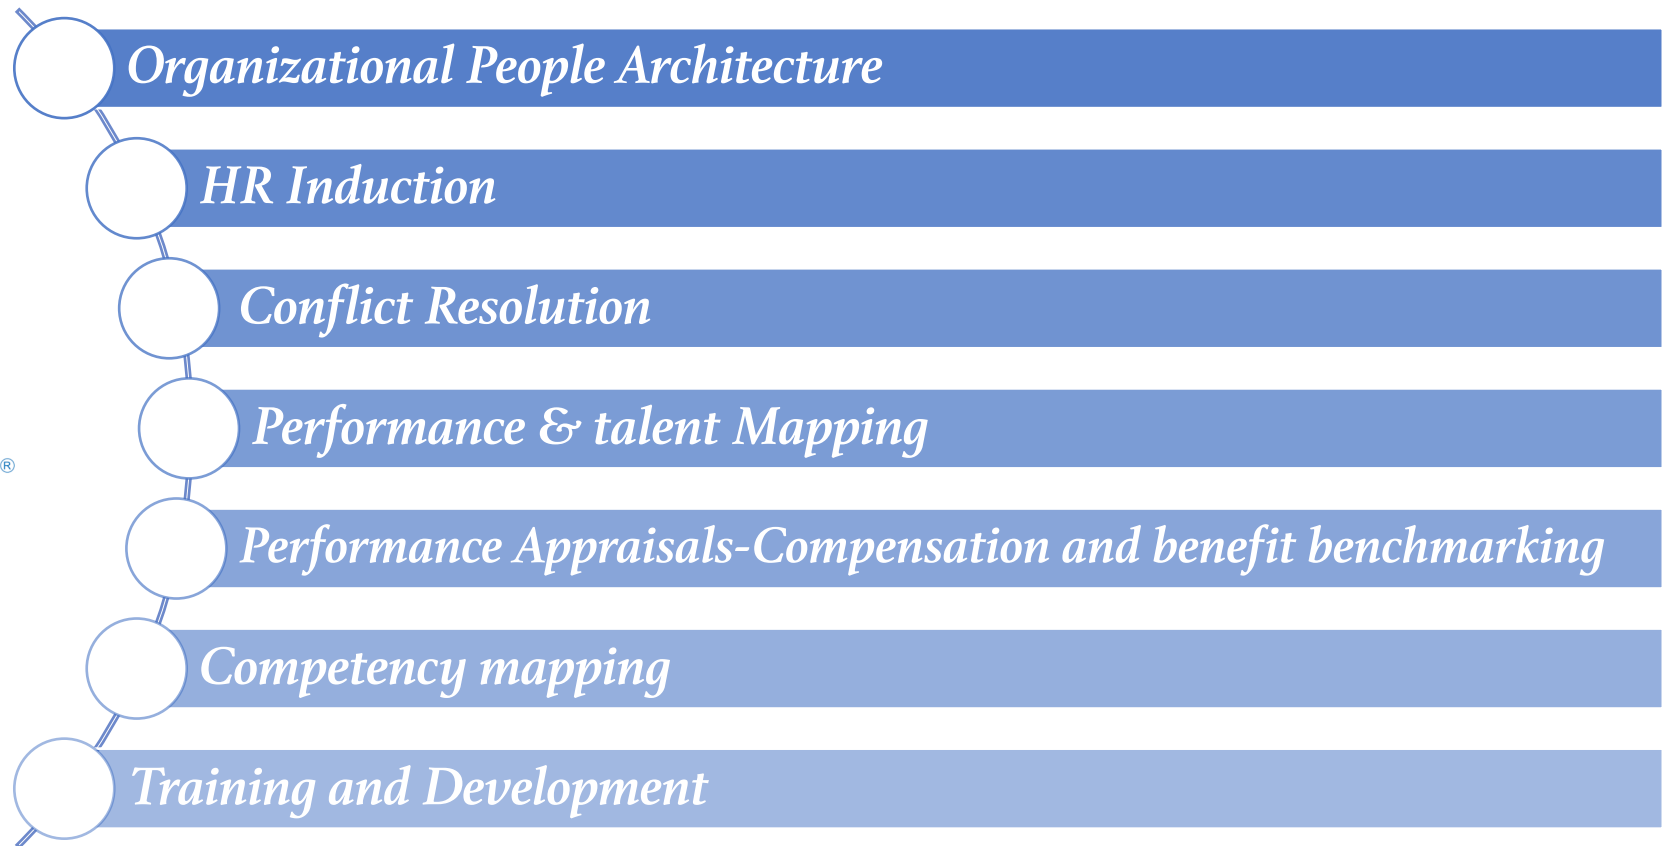 Organizational People Architecture
HR Induction
Conflict Resolution
Performance & talent Mapping
®
Performance Appraisals-Compensation and benefit benchmarking
Competency mapping
Training and Development